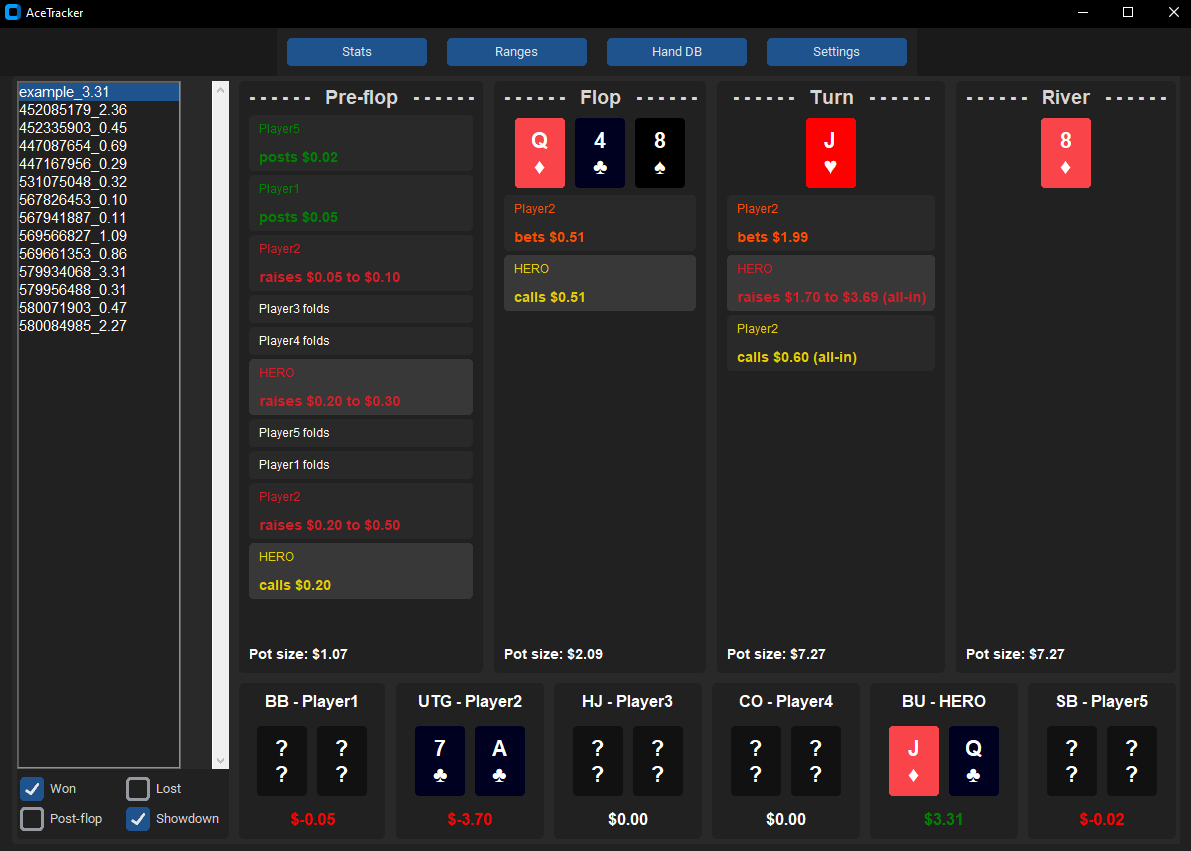 AceTracker
Stats
Ranges
Hand DB
Settings
example_3.31
452085179_2.36
452335903_0.45
447087654_0.69
447167956_0.29
531075048_0.32
567826453_0.10
567941887_0.11
569566827_1.09
569661353_0.86
579934068_3.31
579956488_0.31
580071903_0.47
580084985_2.27
Won
Lost
Post-flop
Showdown
------ Pre-flop ------
Player5
posts $0.02
Player1
posts $0.05
Player2
raises $0.05 to $0.10
Player3 folds
Player4 folds
HERO
raises $0.20 to $0.30
Player5 folds
Player1 folds
Player2
raises $0.20 to $0.50
HERO
calls $0.20
Pot size: $1.07
------ Flop ------
Q 4 8
♦ ♣ ♠
Player2
bets $0.51
HERO
calls $0.51
Pot size: $2.09
------ Turn ------
J
♥
Player2
bets $1.99
HERO
raises $1.70 to $3.69 (all-in)
Player2
calls $0.60 (all-in)
Pot size: $7.27
------ River ------
8
♦
Pot size: $7.27
BB - Player1
? ?
? ?
$-0.05
UTG - Player2
7 A
♣ ♣
$-3.70
HJ - Player3
? ?
? ?
$0.00
CO - Player4
? ?
? ?
$0.00
BU - HERO
J Q
♦ ♣
$3.31
SB - Player5
? ?
? ?
$-0.02